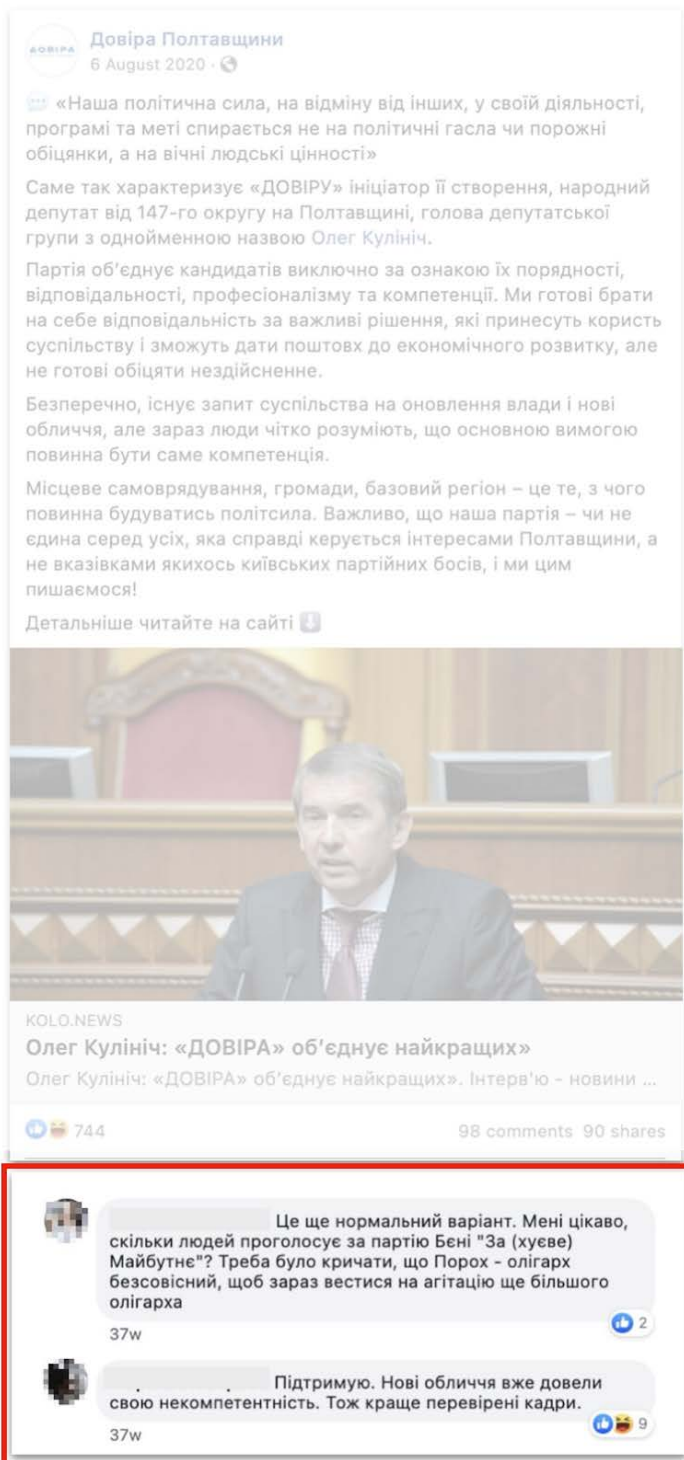 ДОВІРА
Довіра Полтавщини
6 August 2020 ·
«Наша політична сила, на відміну від інших, у своїй діяльності,
програмі та меті спирається не на політичні гасла чи порожні
обіцянки, а на вічні людські цінності»
Саме так характеризує «ДОВІРУ» ініціатор її створення, народний
депутат від 147-го округу на Полтавщині, голова депутатської
групи з однойменною назвою Олег Кулініч.
Партія об’єднує кандидатів виключно за ознакою їх порядності,
відповідальності, професіоналізму та компетенції. Ми готові брати
на себе відповідальність за важливі рішення, які принесуть користь
суспільству і зможуть дати поштовх до економічного розвитку, але
не готові обіцяти нездійсненне.
Безперечно, існує запит суспільства на оновлення влади і нові
обличчя, але зараз люди чітко розуміють, що основною вимогою
повинна бути саме компетенція.
Місцеве самоврядування, громади, базовий регіон – це те, з чого
повинна будуватись політсила. Важливо, що наша партія – чи не
єдина серед усіх, яка справді керується інтересами Полтавщини, а
не вказівками якихось київських партійних босів, і ми цим
пишаємося!
Детальніше читайте на сайті ⬇
KOLO.NEWS
Олег Кулініч: «ДОВІРА» об’єднує найкращих»
Олег Кулініч: «ДОВІРА» об’єднує найкращих». Інтерв’ю - новини ...
744
98 comments 90 shares
Це ще нормальний варіант. Мені цікаво,
скільки людей проголосує за партію Бєні "За (хуєве)
Майбутнє"? Треба було кричати, що Порох - олігарх
безсовісний, щоб зараз вестися на агітацію ще більшого
олігарха
2
37w
Підтримую. Нові обличчя вже довели
свою некомпетентність. Тож краще перевірені кадри.
9
37w